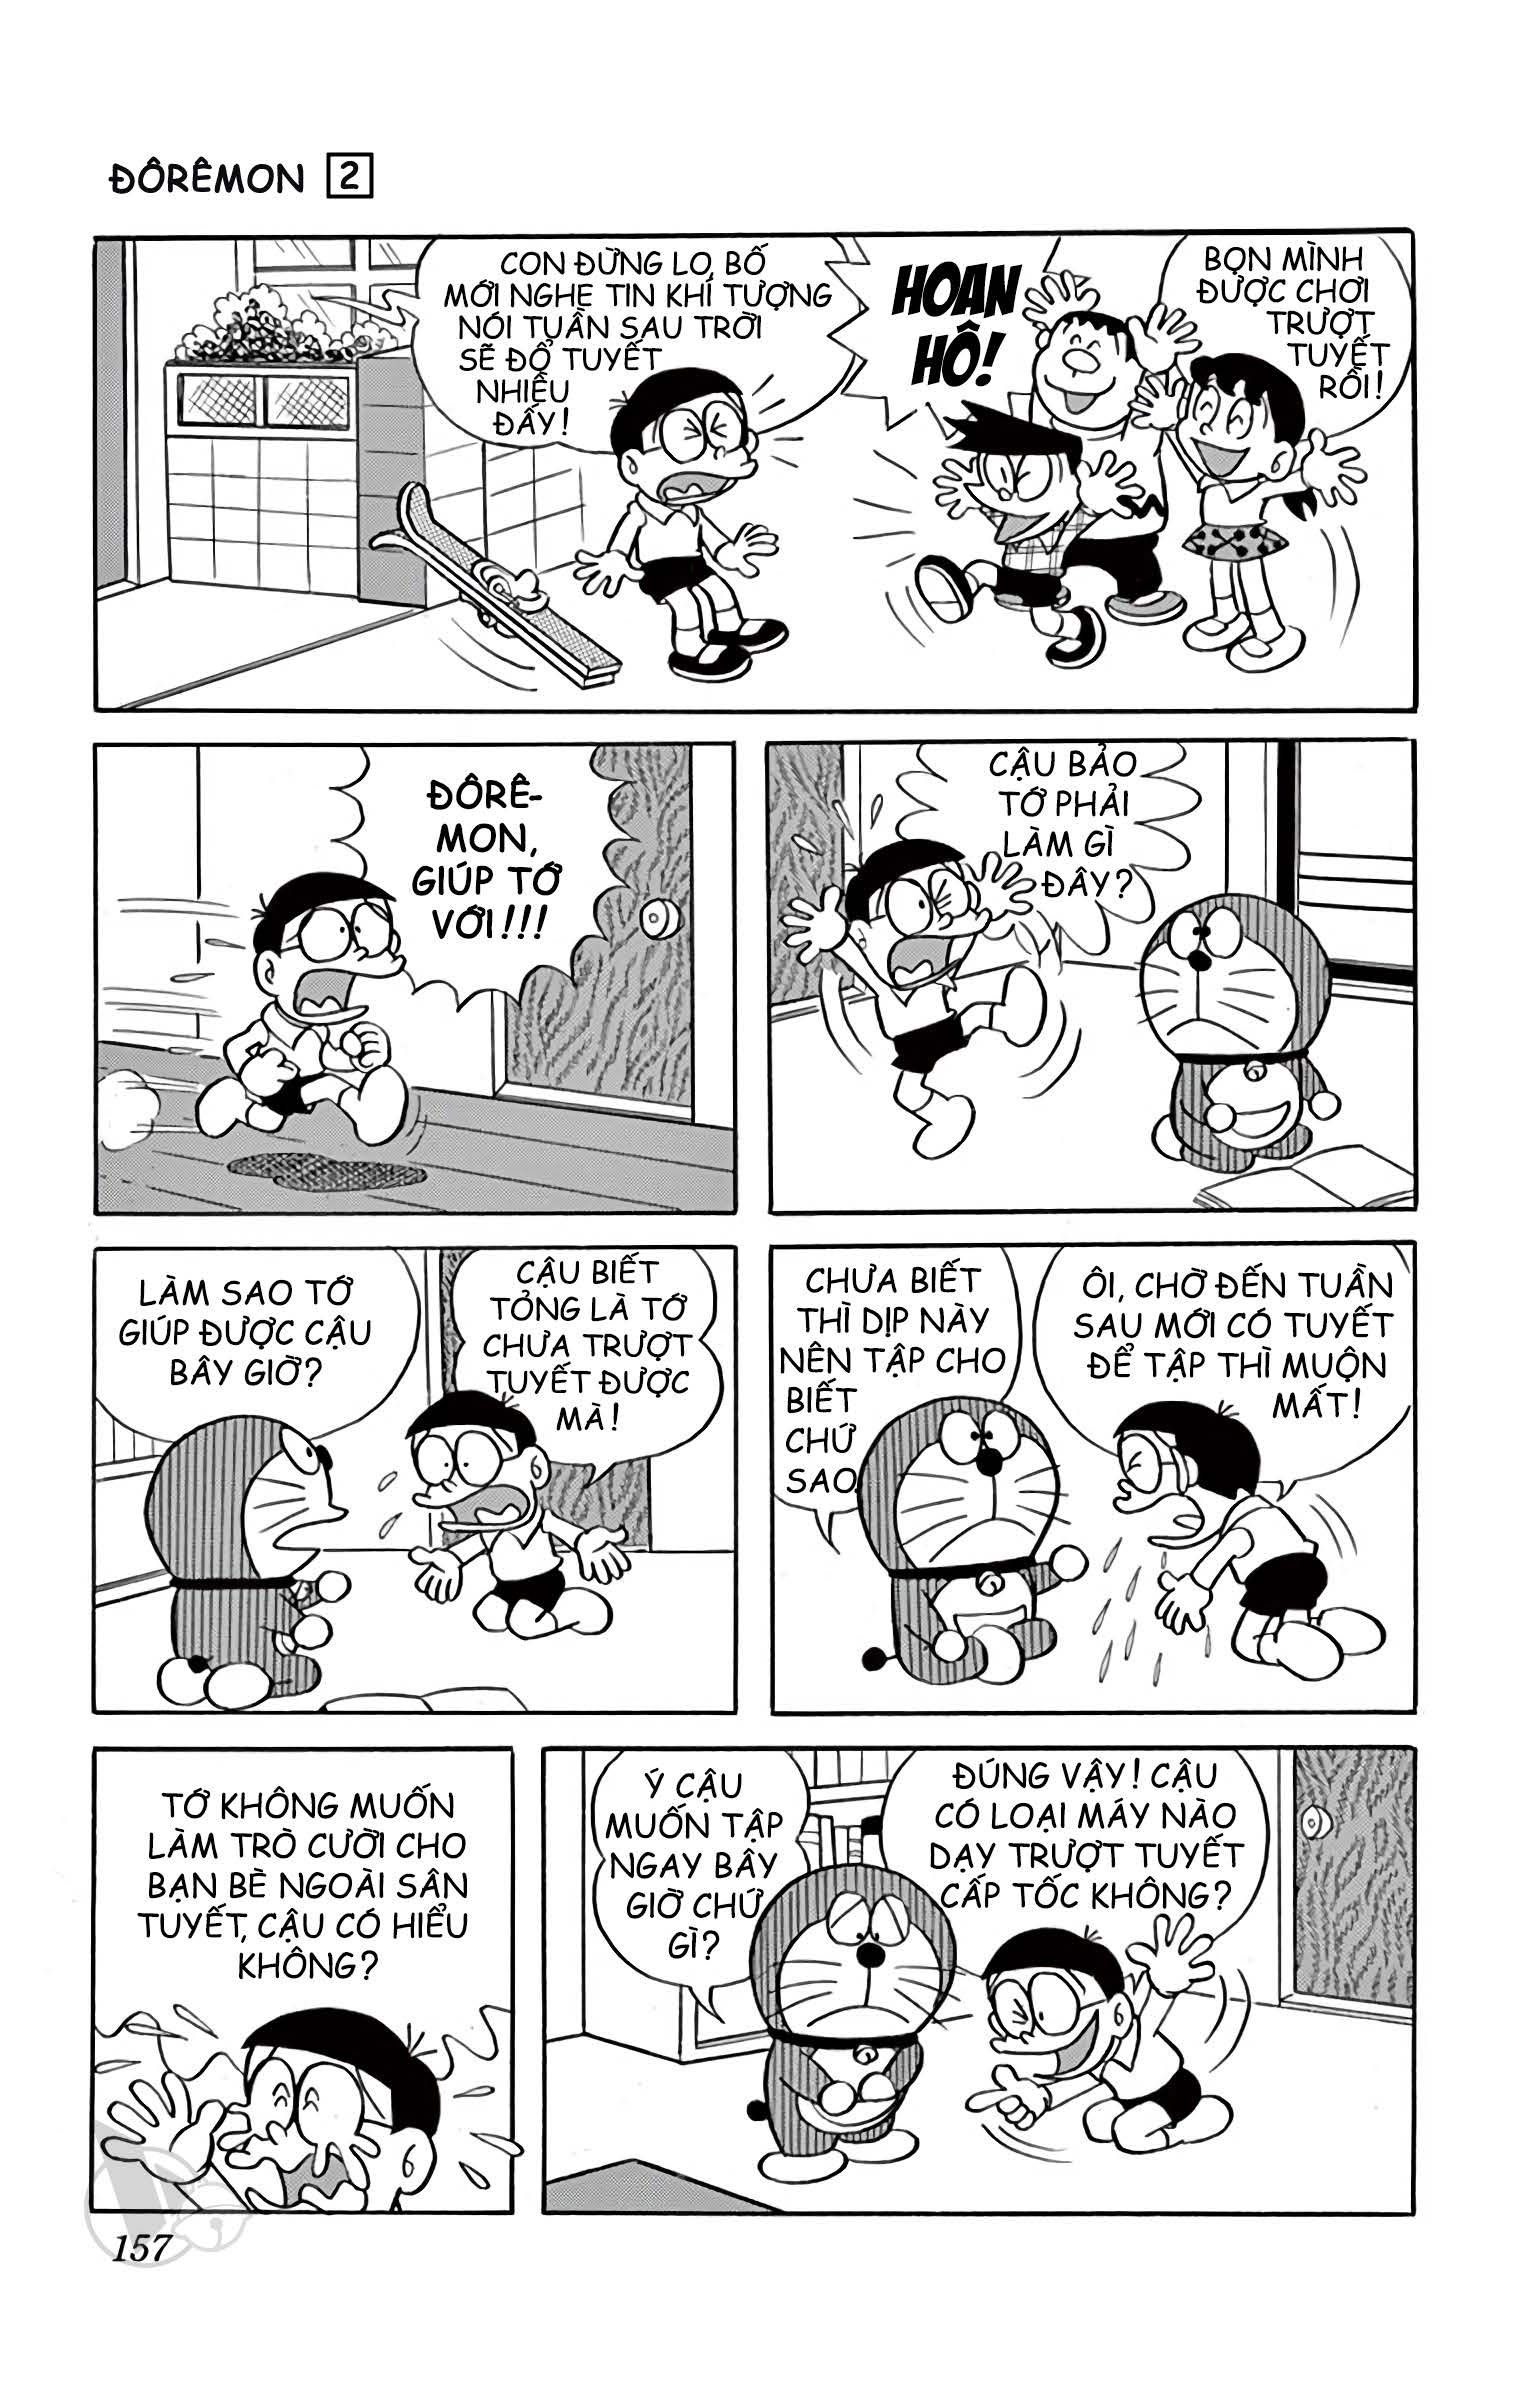 ĐÔRÊMON 2
CON ĐỪNG LO, BỐ
MỚI NGHE TIN KHÍ TƯỢNG
NÓI TUẦN SAU TRỜI
SẼ ĐỔ TUYẾT
NHIỀU
ĐẤY!
HOAN
HÔ!
BỌN MÌNH
ĐƯỢC CHƠI
TRƯỢT
TUYẾT
RỒI!
ĐÔRÊ-
MON,
GIÚP TỚ
VỚI!!!
CẬU BẢO
TỚ PHẢI
LÀM GÌ
ĐÂY?
LÀM SAO TỚ
GIÚP ĐƯỢC CẬU
BÂY GIỜ?
CẬU BIẾT
TỎNG LÀ TỚ
CHƯA TRƯỢT
TUYẾT ĐƯỢC
MÀ!
CHƯA BIẾT
THÌ DỊP NÀY
NÊN TẬP CHO
BIẾT
CHỨ
SAO.
ÔI, CHỜ ĐẾN TUẦN
SAU MỚI CÓ TUYẾT
ĐỂ TẬP THÌ MUỘN
MẤT!
TỚ KHÔNG MUỐN
LÀM TRÒ CƯỜI CHO
BẠN BÈ NGOÀI SÂN
TUYẾT, CẬU CÓ HIỂU
KHÔNG?
Ý CẬU
MUỐN TẬP
NGAY BÂY
GIỜ CHỨ
GÌ?
ĐÚNG VẬY! CẬU
CÓ LOẠI MÁY NÀO
DẠY TRƯỢT TUYẾT
CẤP TỐC KHÔNG?
157